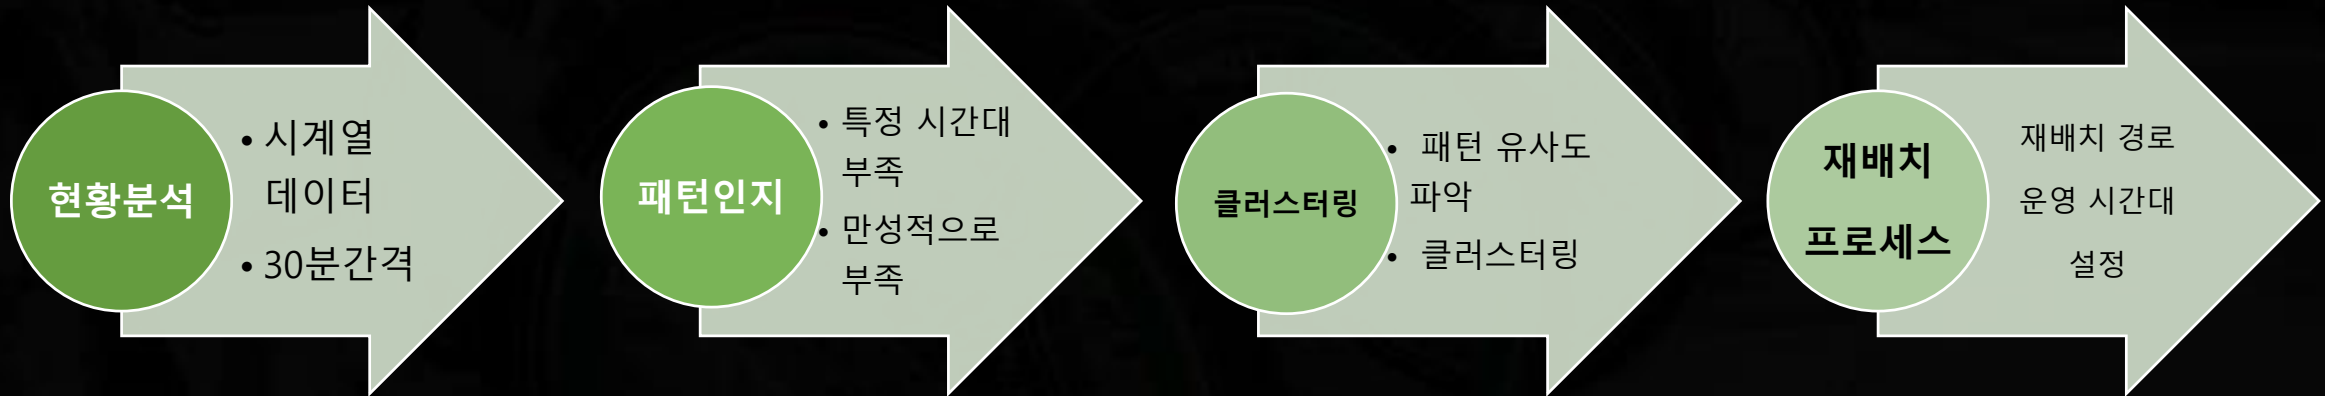 현황분석
• 시계열
데이터
• 30분간격
패턴인지
• 특정 시간대
부족
• 만성적으로
부족
클러스터링
• 패턴 유사도
파악
• 클러스터링
재배치
프로세스
재배치 경로
운영 시간대
설정